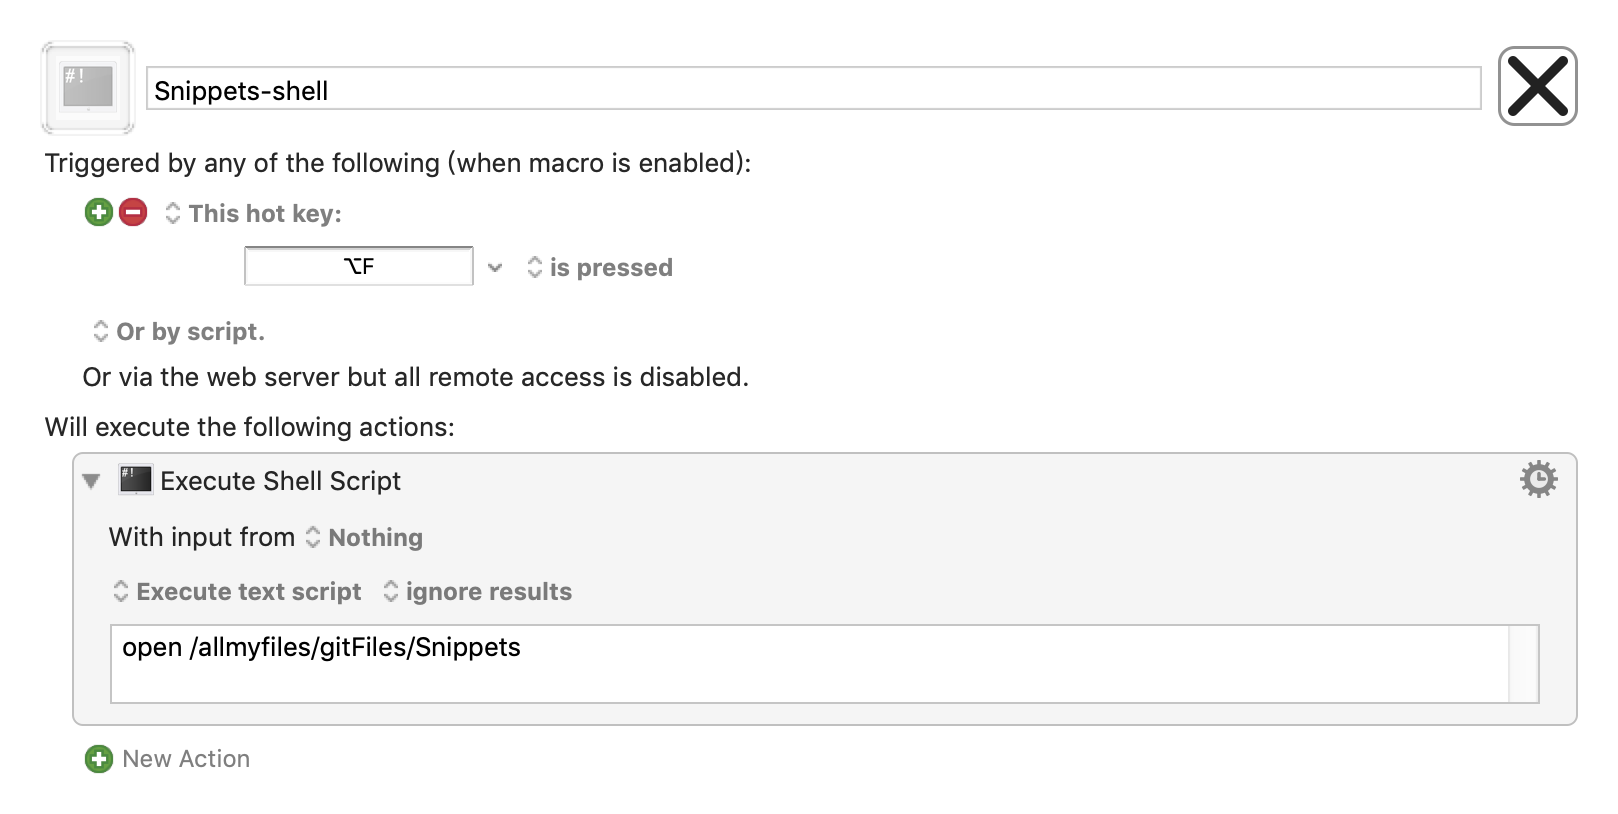 #!
Snippets-shell
Triggered by any of the following (when macro is enabled):
This hot key:
⌥F is pressed
Or by script.
Or via the web server but all remote access is disabled.
Will execute the following actions:
#! Execute Shell Script
With input from Nothing
Execute text script ignore results
open /allmyfiles/gitFiles/Snippets
New Action